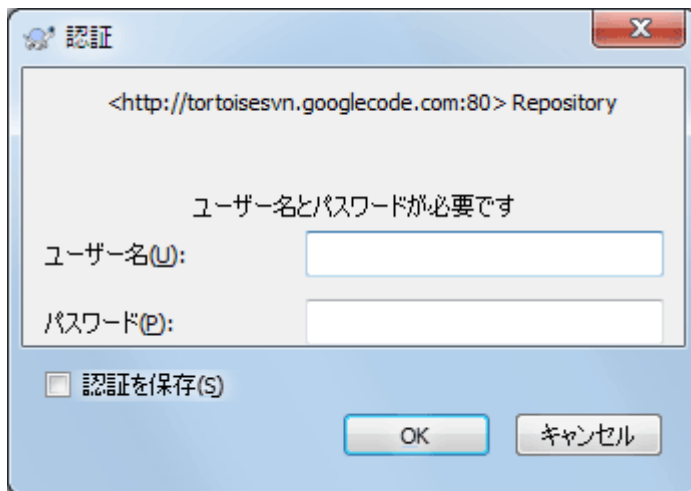 認証
<http://tortoisesvn.googlecode.com:80> Repository
ユーザー名とパスワードが必要です
ユーザー名(U):
パスワード(P):
認証を保存(S)
OK キャンセル